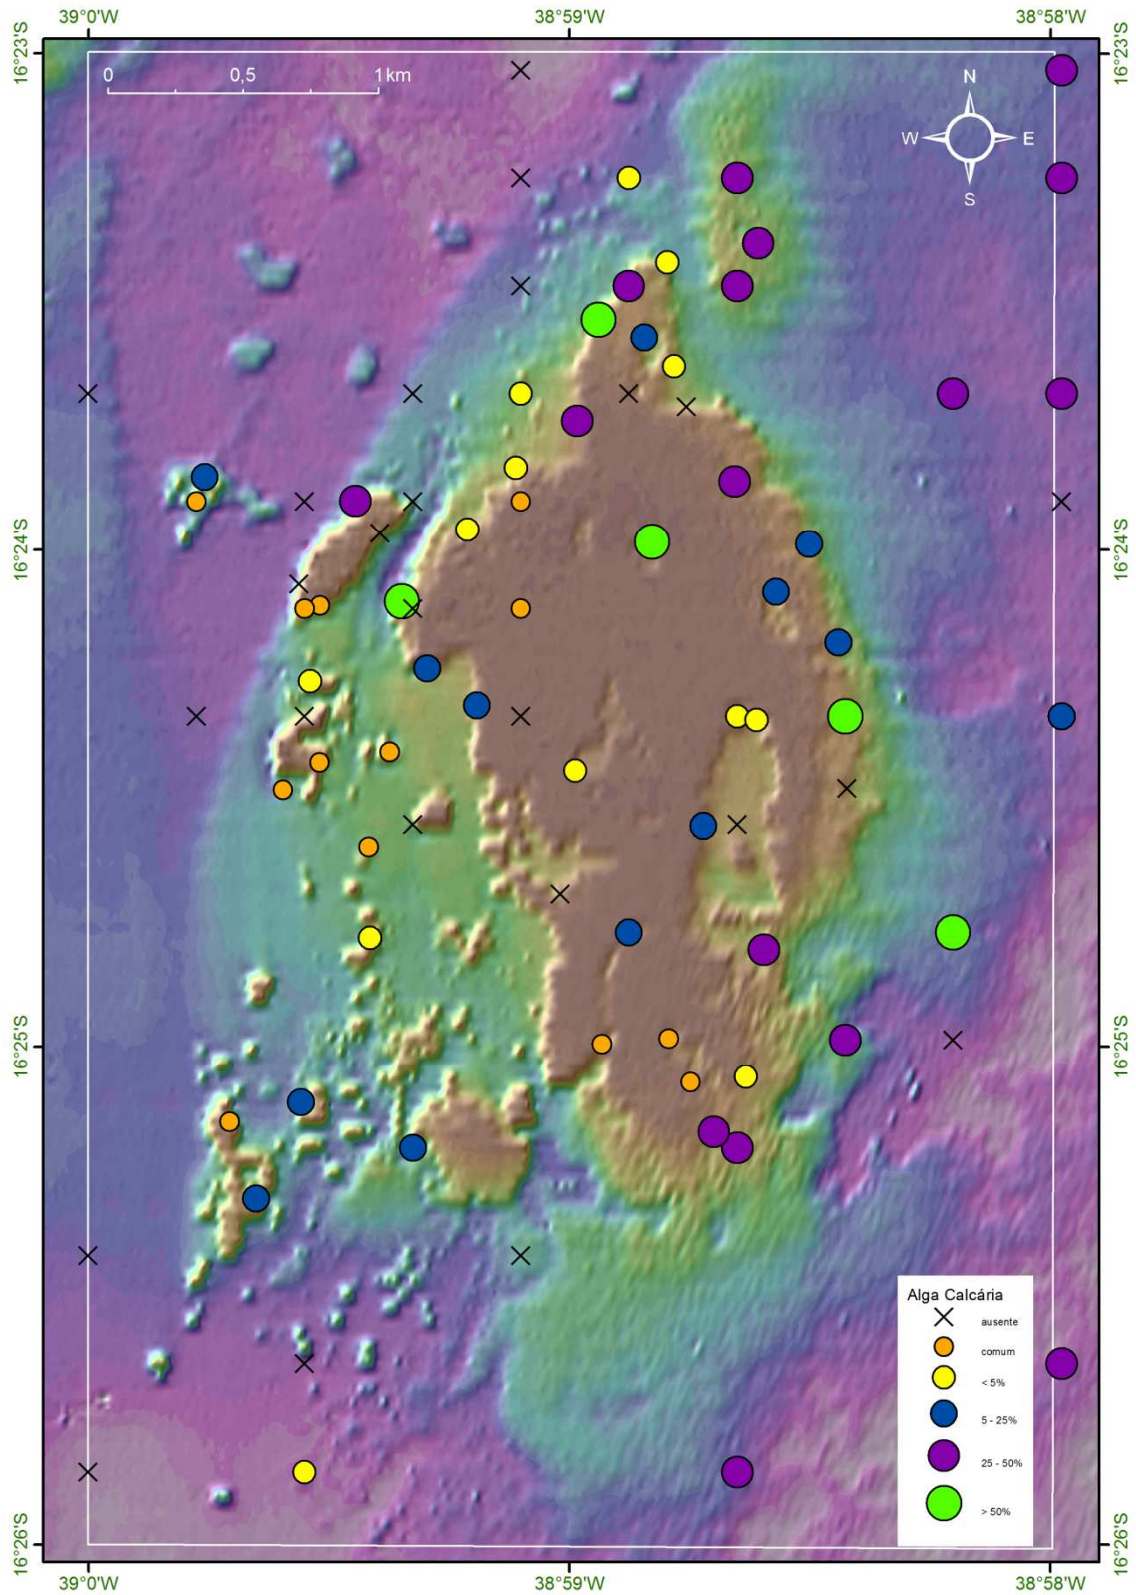 39°0'W 38°59'W 38°58'W
16°23'S 16°23'S
0 0,5 1 km
N
W E
S
16°24'S 16°24'S
16°25'S 16°25'S
Alga Calcária
ausente
comum
< 5%
5 - 25%
25 - 50%
> 50%
16°26'S 16°26'S
39°0'W 38°59'W 38°58'W